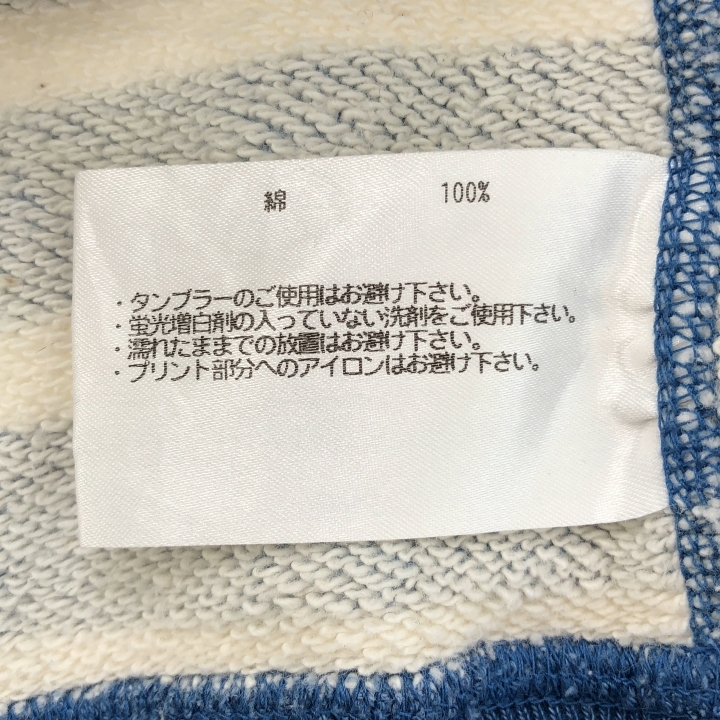 綿 100%
・タンブラーのご使用はお避け下さい。
・蛍光増白剤の入っていない洗剤をご使用下さい。
・濡れたままでの放置はお避け下さい。
・プリント部分へのアイロンはお避け下さい。